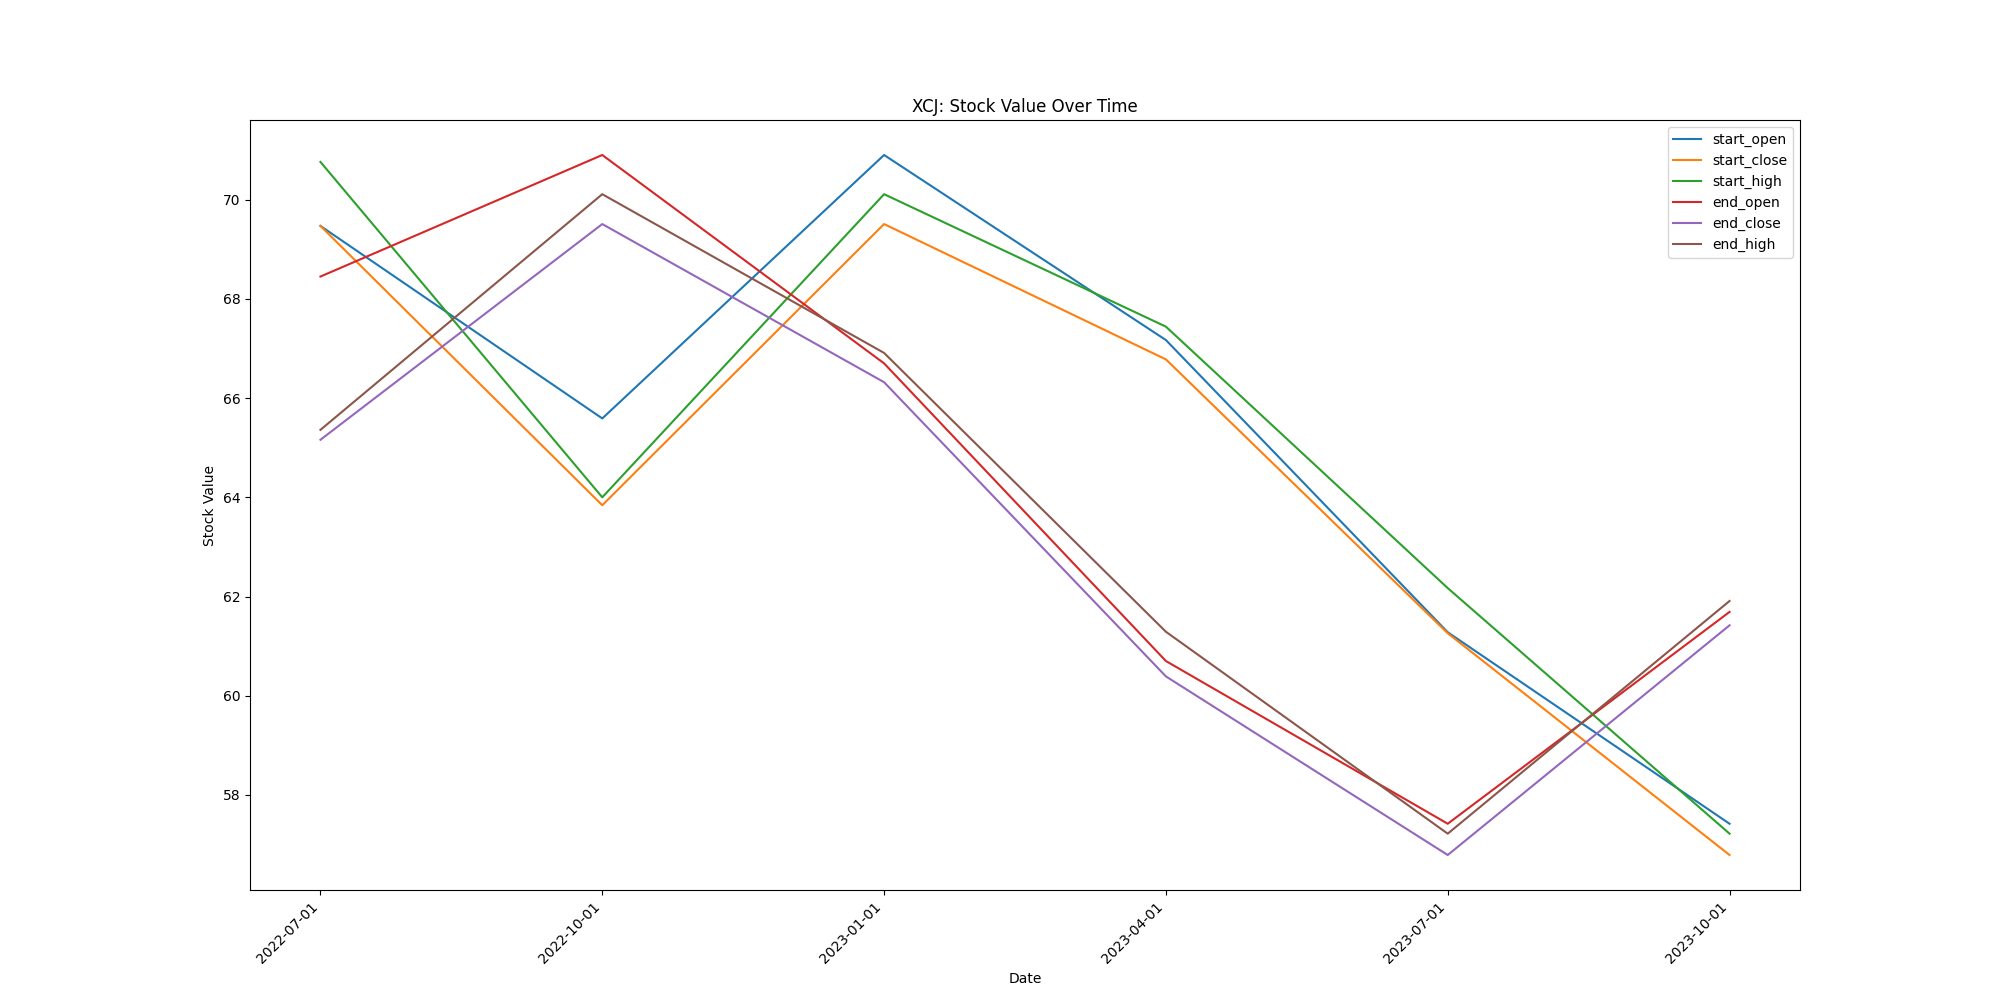 XCJ: Stock Value Over Time
start_open
start_close
start_high
end_open
end_close
end_high
Stock Value
70
68
66
64
62
60
58
2022-07-01
2022-10-01
2023-01-01
2023-04-01
2023-07-01
2023-10-01
Date